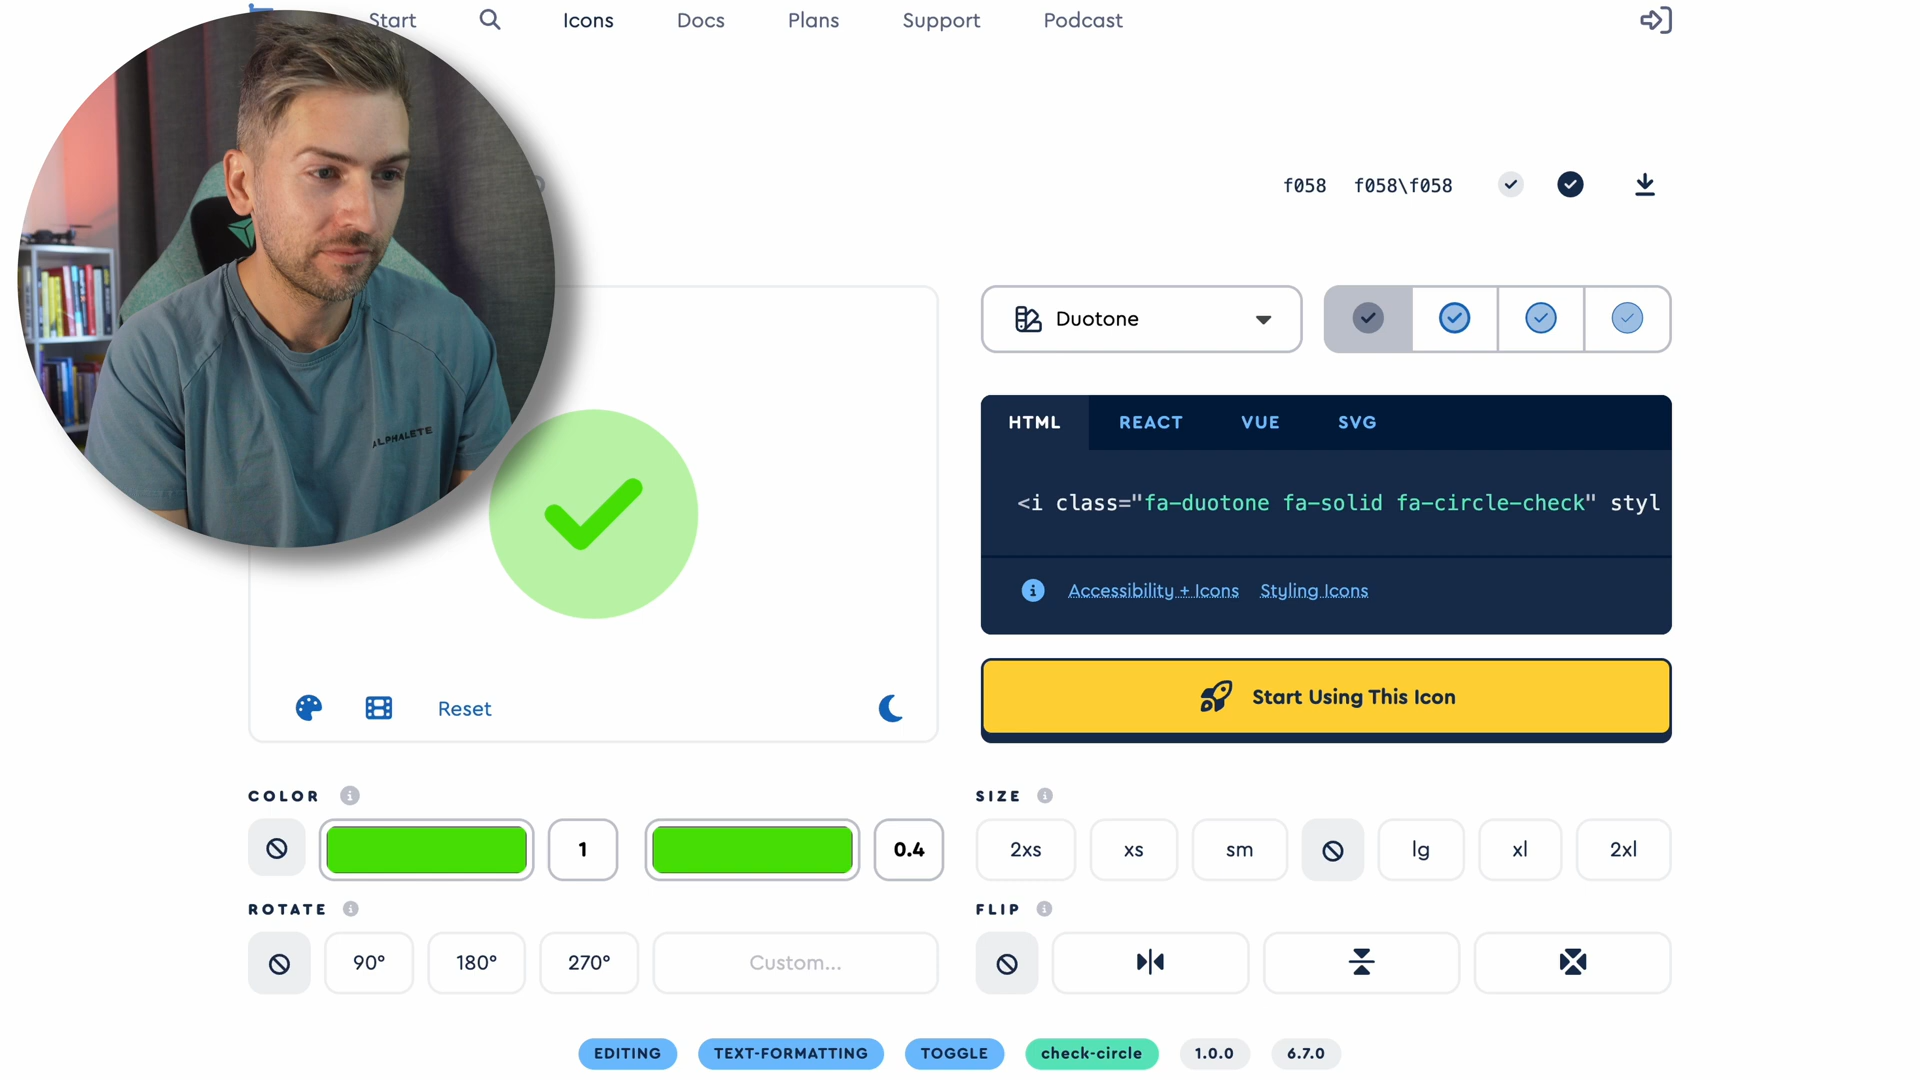 Start
Icons
Docs
Plans
Support
Podcast
f058
f058\f058
Duotone
ALPHALETE
HTML
REACT
VUE
SVG
<i class="fa-duotone fa-solid fa-circle-check" styl
Accessibility + Icons
Styling Icons
Reset
Start Using This Icon
COLOR
1
0.4
SIZE
2xs
xs
sm
lg
xl
2xl
ROTATE
90°
180°
270°
Custom...
FLIP
EDITING
TEXT-FORMATTING
TOGGLE
check-circle
1.0.0
6.7.0